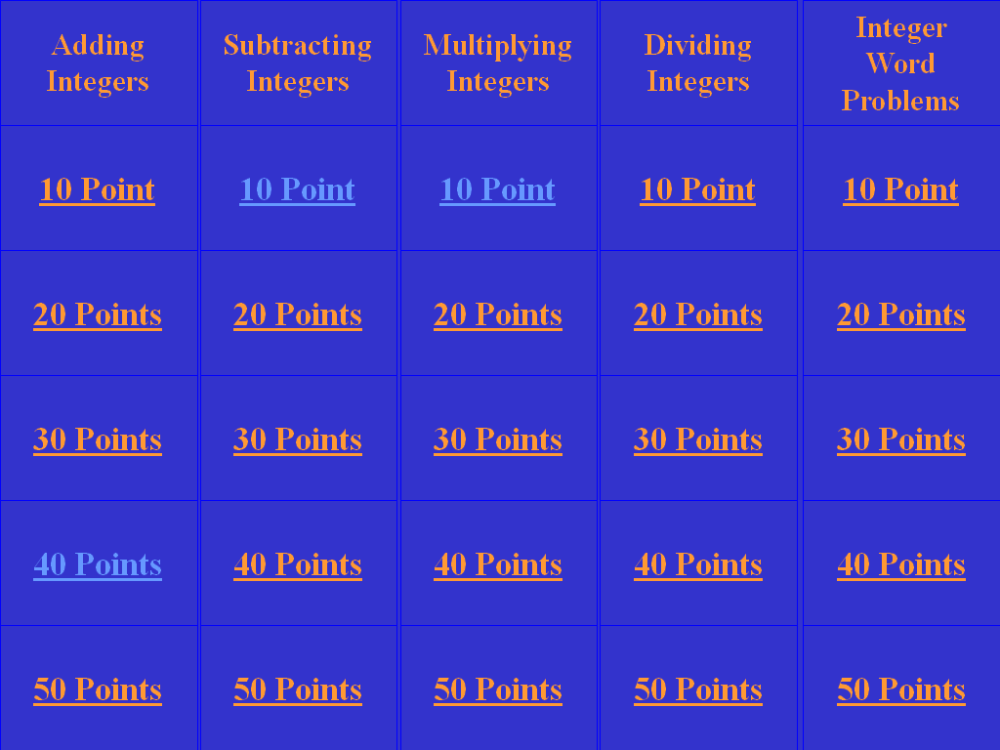 Adding
Integers
Subtracting
Integers
Multiplying
Integers
Dividing
Integers
Integer
Word
Problems
10 Point
10 Point
10 Point
10 Point
10 Point
20 Points
20 Points
20 Points
20 Points
20 Points
30 Points
30 Points
30 Points
30 Points
30 Points
40 Points
40 Points
40 Points
40 Points
40 Points
50 Points
50 Points
50 Points
50 Points
50 Points